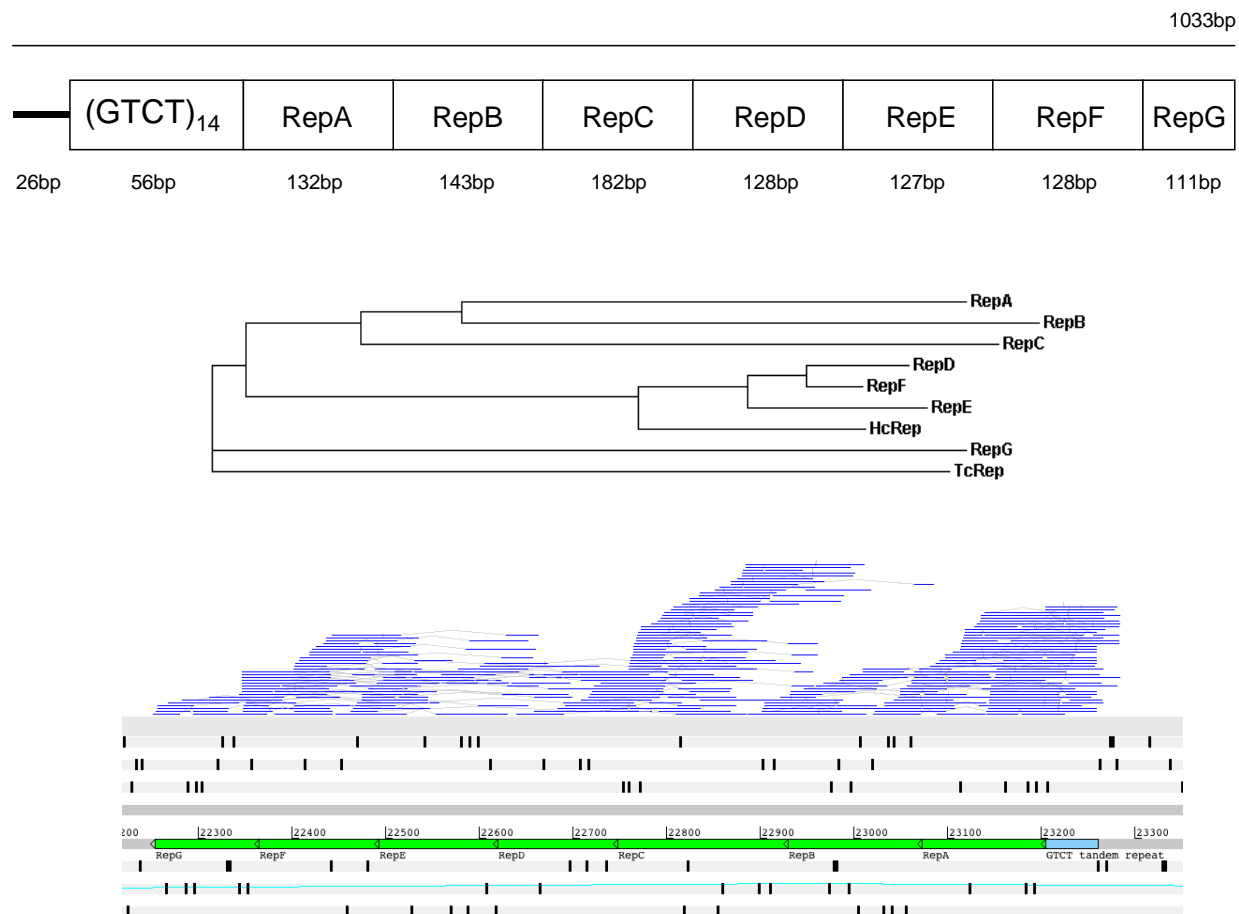 1033bp
(GTCT)14 RepA RepB RepC RepD RepE RepF RepG
26bp 56bp 132bp 143bp 182bp 128bp 127bp 128bp 111bp
RepA
RepB
RepC
RepD
RepF
RepE
HcRep
RepG
TcRep
200 22300 22400 22500 22600 22700 22800 22900 23000 23100 23200 23300
RepG RepF RepE RepD RepC RepB RepA GTCT tandem repeat